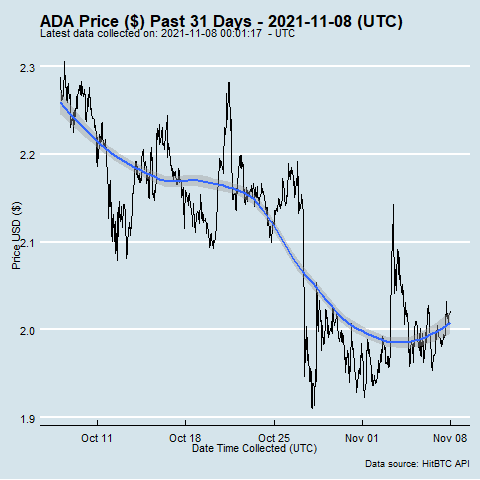 ADA Price ($) Past 31 Days - 2021-11-08 (UTC)
Latest data collected on: 2021-11-08 00:01:17  - UTC
2.3
2.2
2.1
2.0
1.9
Price USD ($)
Oct 11 Oct 18 Oct 25 Nov 01 Nov 08
Date Time Collected (UTC)
Data source: HitBTC API